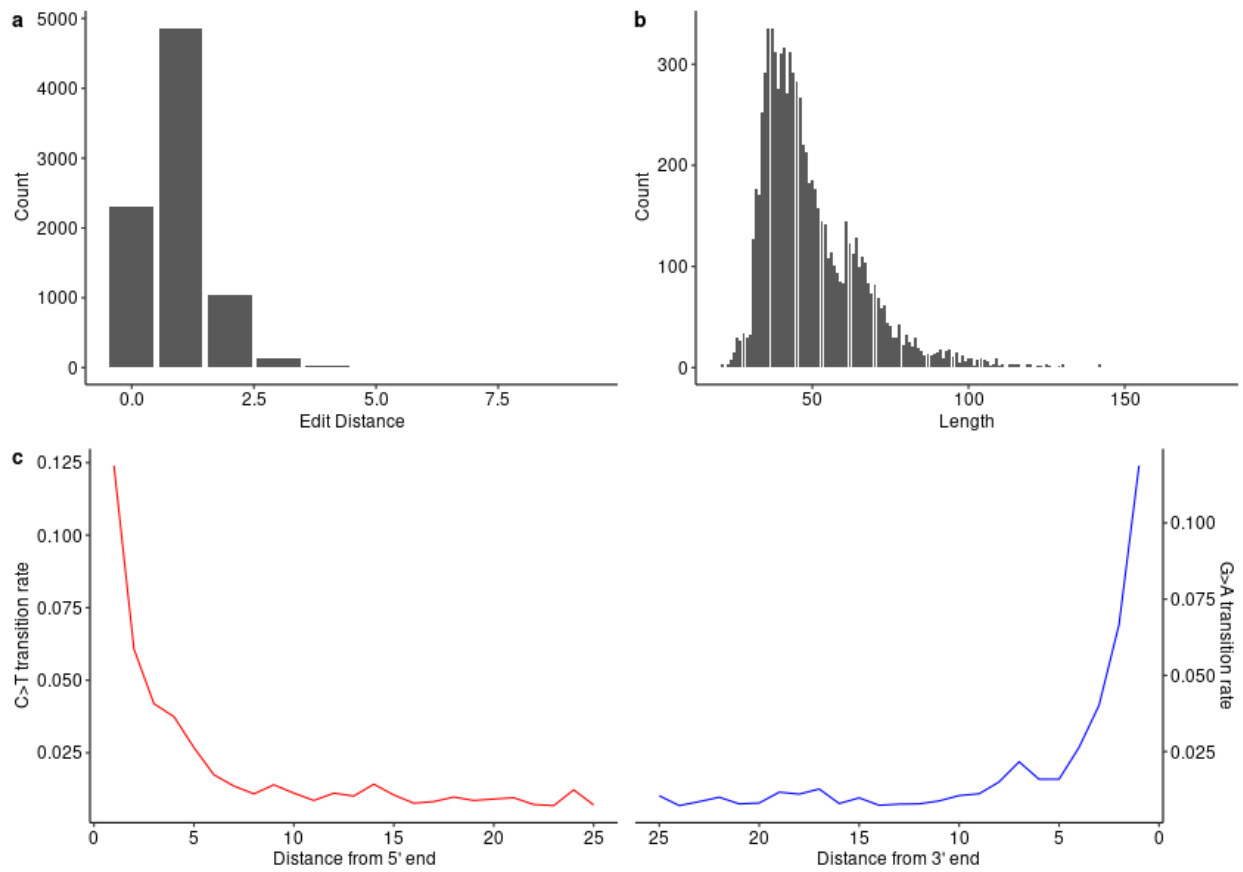 a
5000
4000
3000
2000
1000
0
Count
0.0 2.5 5.0 7.5
Edit Distance
b
300
200
100
0
Count
50 100 150
Length
c
0.125
0.100
0.075
0.050
0.025
C>T transition rate
0 5 10 15 20 25
Distance from 5' end
0.100
0.075
0.050
0.025
G>A transition rate
25 20 15 10 5 0
Distance from 3' end